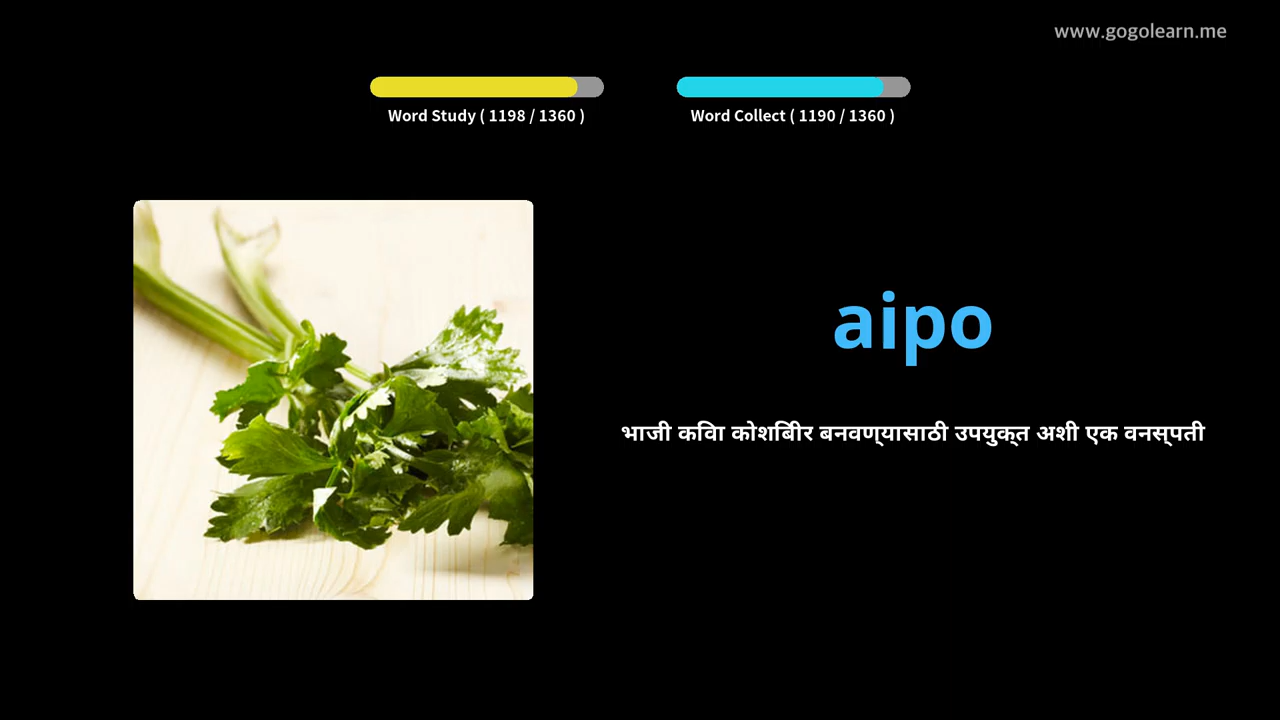 www.gogolearn.me
Word Study ( 1198 / 1360 )
Word Collect ( 1190 / 1360 )
aipo
भाजी कविा कोशबिीर बनवण्यासाठी उपयुक्त अशी एक वनस्पती